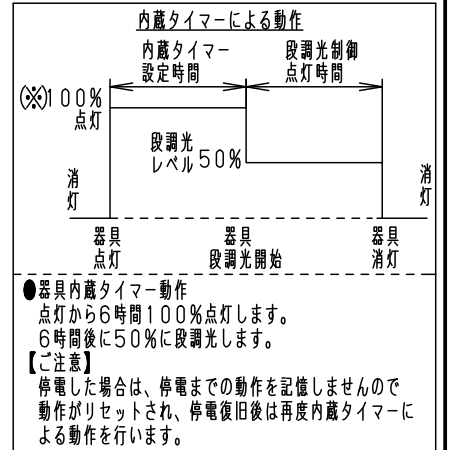 内蔵タイマーによる動作
内蔵タイマー
設定時間
段調光制御
点灯時間
(※)100%
点灯
段調光
レベル50%
消灯
消灯
器具
点灯
器具
段調光開始
器具
消灯
●器具内蔵タイマー動作
点灯から6時間100%点灯します。
6時間後に50%に段調光します。
【ご注意】
停電した場合は、停電までの動作を記憶しませんので
動作がリセットされ、停電復旧後は再度内蔵タイマーに
よる動作を行います。